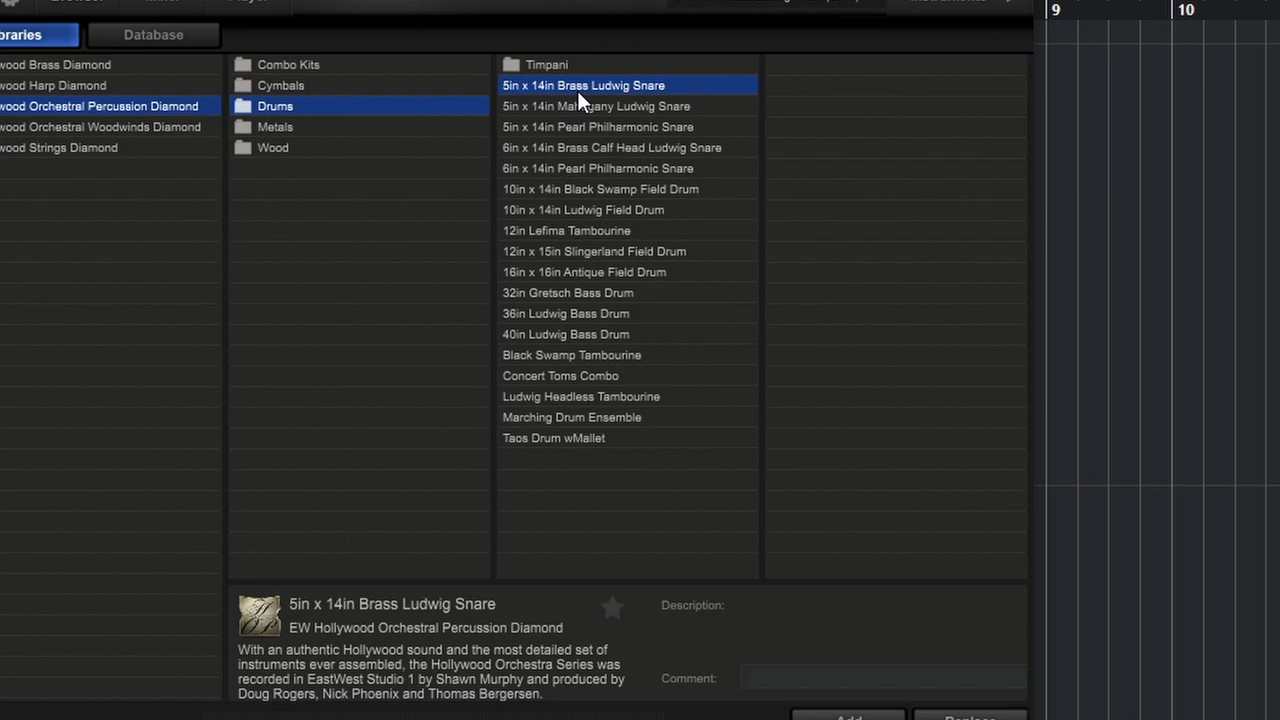 9
10
braries
Database
wood Brass Diamond
wood Harp Diamond
wood Orchestral Percussion Diamond
wood Orchestral Woodwinds Diamond
wood Strings Diamond
Combo Kits
Cymbals
Drums
Metals
Wood
Timpani
5in x 14in Brass Ludwig Snare
5in x 14in Mahogany Ludwig Snare
5in x 14in Pearl Philharmonic Snare
6in x 14in Brass Calf Head Ludwig Snare
6in x 14in Pearl Philharmonic Snare
10in x 14in Black Swamp Field Drum
10in x 14in Ludwig Field Drum
12in Lefima Tambourine
12in x 15in Slingerland Field Drum
16in x 16in Antique Field Drum
32in Gretsch Bass Drum
36in Ludwig Bass Drum
40in Ludwig Bass Drum
Black Swamp Tambourine
Concert Toms Combo
Ludwig Headless Tambourine
Marching Drum Ensemble
Taos Drum wMallet
5in x 14in Brass Ludwig Snare
EW Hollywood Orchestral Percussion Diamond
With an authentic Hollywood sound and the most detailed set of
instruments ever assembled, the Hollywood Orchestra Series was
recorded in EastWest Studio 1 by Shawn Murphy and produced by
Doug Rogers, Nick Phoenix and Thomas Bergersen.
Description:
Comment:
Add
Replace